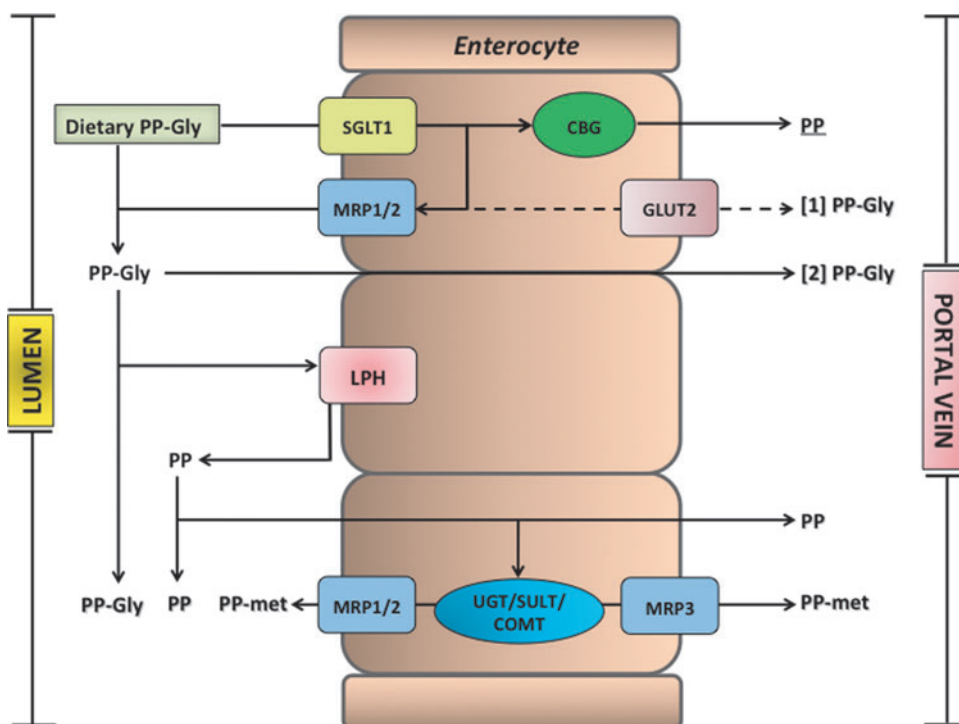 Enterocyte
Dietary PP-Gly
SGLT1
CBG
PP
MRP1/2
GLUT2
[1] PP-Gly
PP-Gly
[2] PP-Gly
LUMEN
LPH
PORTAL VEIN
PP
PP
PP-Gly
PP
PP-met
MRP1/2
UGT/SULT/
COMT
MRP3
PP-met